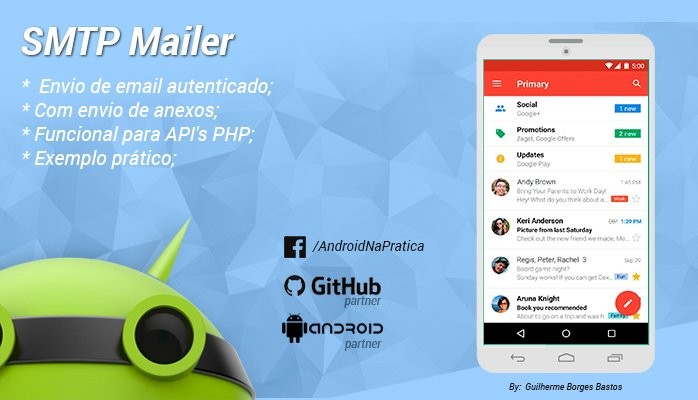 SMTP Mailer
* Envio de email autenticado;
* Com envio de anexos;
* Funcional para API's PHP;
* Exemplo prático;
/AndroidNaPratica
GitHub
partner
android
partner
5:00
Primary
Social
Google+
1 new
Promotions
Zagat, Google Offers
2 new
Updates
Google Play
1 new
Andy Brown
1:45 PM
Bring Your Parents to Work Day!
Hey! What do you think about a...
Work
Keri Anderson
1:29 PM
Picture from last Saturday
Check out the new friend we made, Me...
Regis, Peter, Rachel 3
Sep 29
Board game night?
Sunday works! If you can get Dex...
Fun
Aruna Knight
Book you recommended
About to go on a trip and was h...
By: Guilherme Borges Bastos